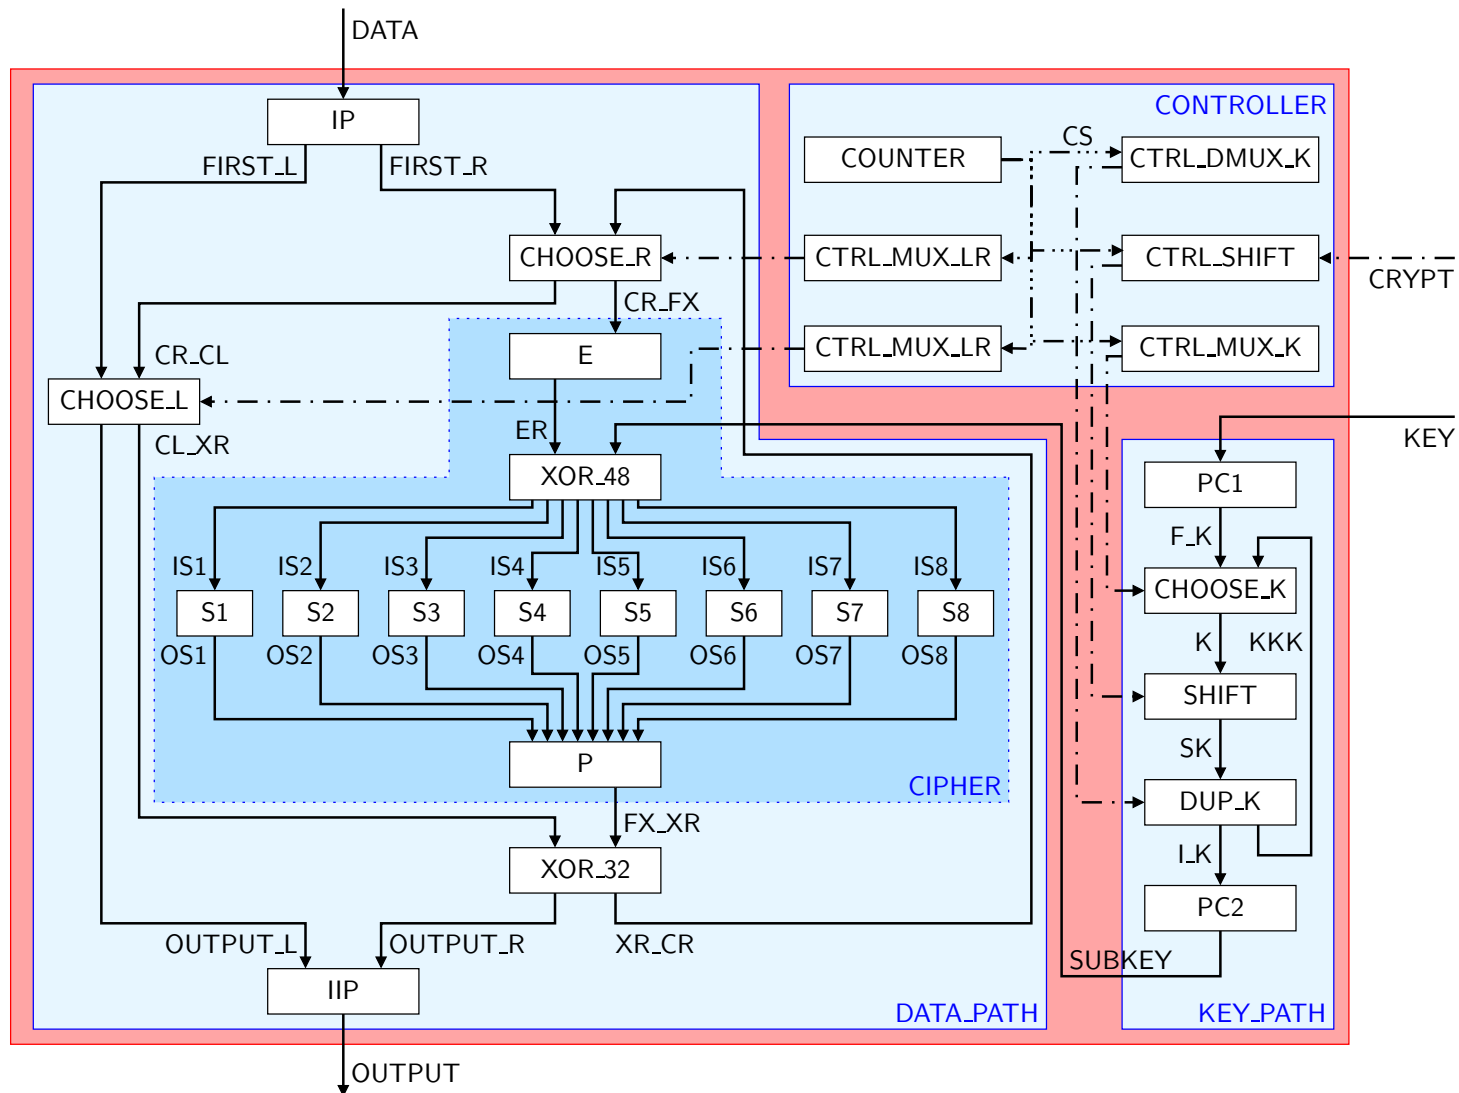 DATA
CONTROLLER
IP
CS
COUNTER
CTRL_DMUX_K
FIRST_L
FIRST_R
CHOOSE_R
CTRL_MUX_LR
CTRL_SHIFT
CRYPT
CR_FX
E
CTRL_MUX_LR
CTRL_MUX_K
CR_CL
CHOOSE_L
ER
CL_XR
KEY
XOR_48
PC1
F_K
IS1
IS2
IS3
IS4
IS5
IS6
IS7
IS8
CHOOSE_K
S1
S2
S3
S4
S5
S6
S7
S8
K
KKK
OS1
OS2
OS3
OS4
OS5
OS6
OS7
OS8
SHIFT
SK
P
CIPHER
DUP_K
FX_XR
I_K
XOR_32
PC2
OUTPUT_L
OUTPUT_R
XR_CR
SUBKEY
IIP
DATA_PATH
KEY_PATH
OUTPUT